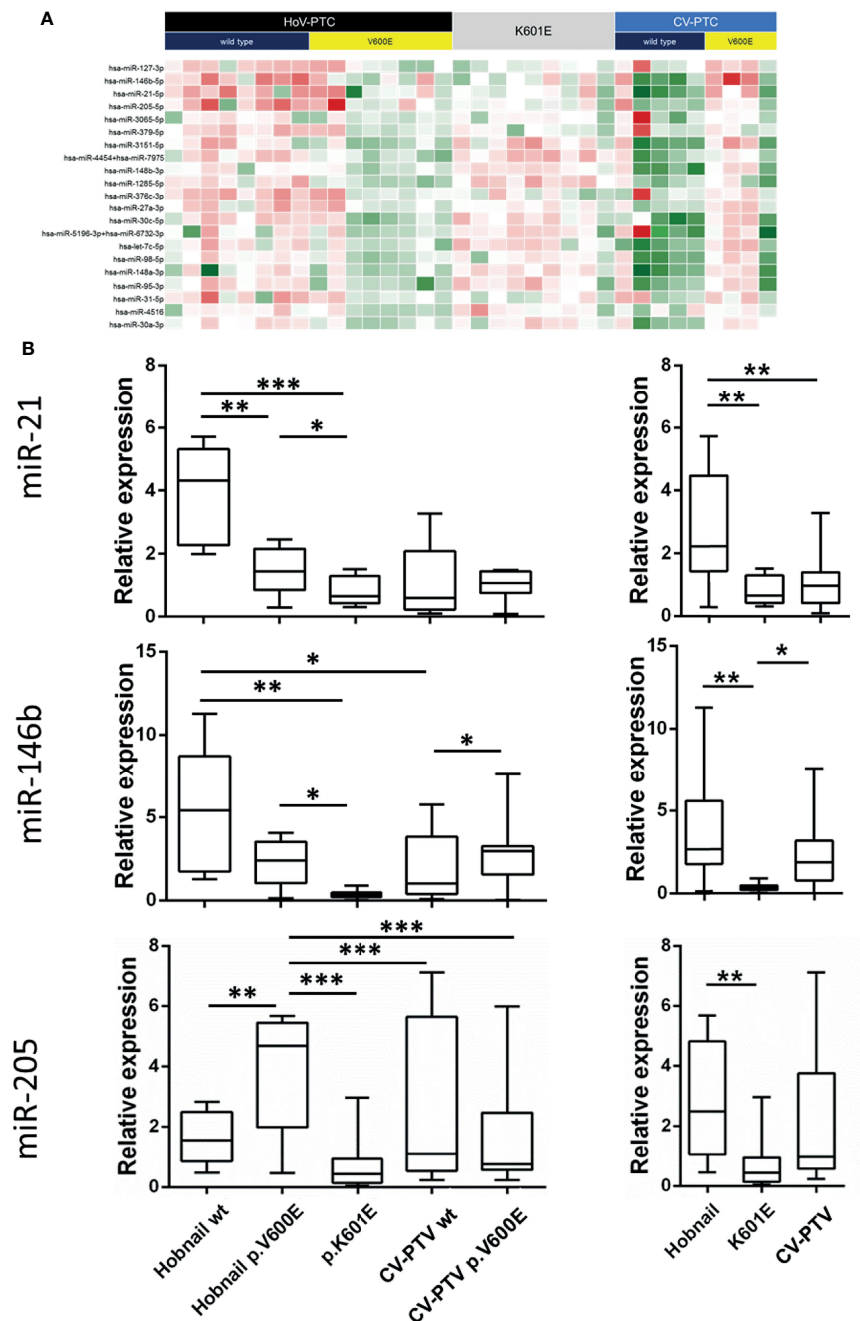 A
HoV-PTC
K601E
CV-PTC
wild type
V600E
wild type
V600E
hsa-miR-127-3p
hsa-miR-146b-5p
hsa-miR-21-5p
hsa-miR-205-5p
hsa-miR-3065-5p
hsa-miR-379-5p
hsa-miR-3151-5p
hsa-miR-4454+hsa-miR-7975
hsa-miR-148b-3p
hsa-miR-1285-5p
hsa-miR-376c-3p
hsa-miR-27a-3p
hsa-miR-30c-5p
hsa-miR-5196-3p+hsa-miR-6732-3p
hsa-let-7c-5p
hsa-miR-98-5p
hsa-miR-148a-3p
hsa-miR-95-3p
hsa-miR-31-5p
hsa-miR-4516
hsa-miR-30a-3p
B
miR-21
Relative expression
8
6
4
2
0
***
**
*
Relative expression
8
6
4
2
0
**
**
miR-146b
Relative expression
15
10
5
0
*
**
*
*
Relative expression
15
10
5
0
**
*
miR-205
Relative expression
8
6
4
2
0
***
***
**
***
Relative expression
8
6
4
2
0
**
Hobnail wt
Hobnail p.V600E
p.K601E
CV-PTV wt
CV-PTV p.V600E
Hobnail
K601E
CV-PTV